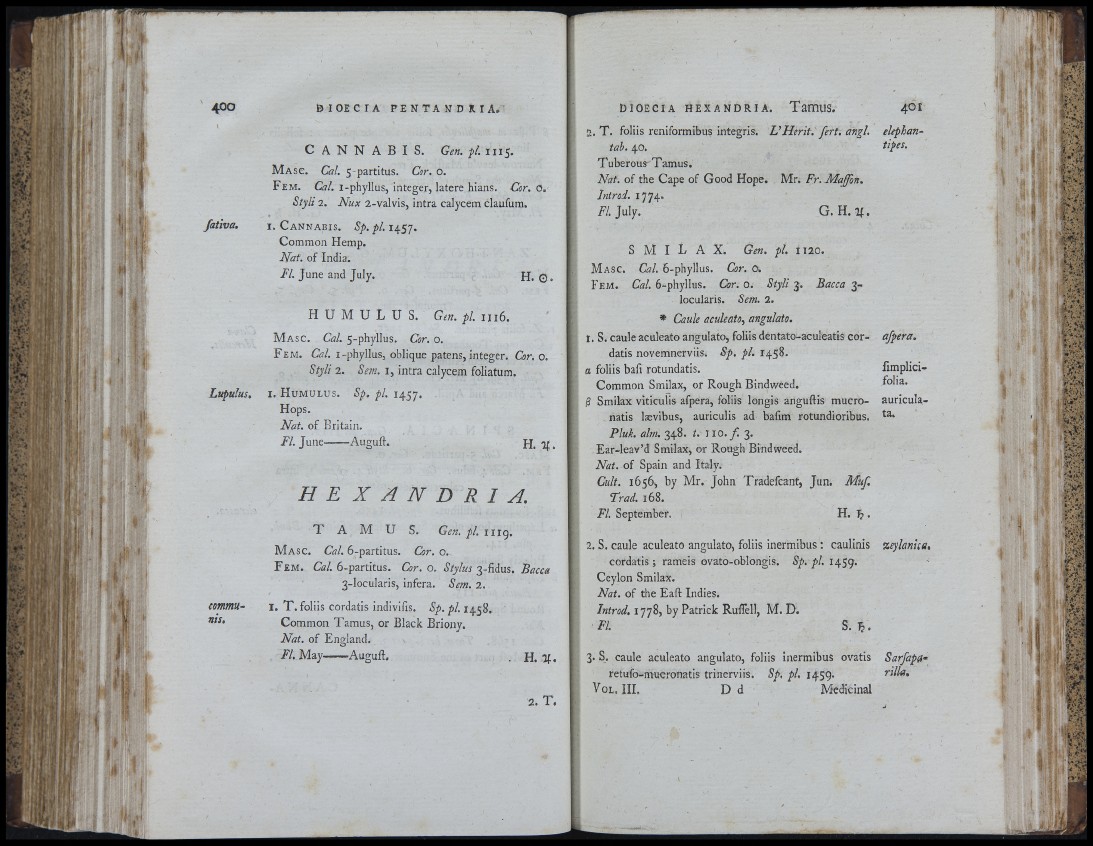 400 DIOECIA PENTANDRIA.
CANNABIS. Gen. pl. 1115.
Masc. Cal. 5-partitus. Cor. 0.
Fem. Cal. 1-phyllus, integer, latere hians. Cor. 0.
Styli 2. Nux 2-valvis, intra calycem clauſum.
ſativa. 1. Cannabis. Sp. pl. 1457.
Common Hemp.
Nat. of India.
Fl. June and July. H. ☉.
HUMULUS. Gen. pl. 1116.
Masc. Cal. 5-phyllus. Cor. 0.
Fem. Cal. 1-phyllus, oblique patens, integer. Cor. 0.
Styli 2. Sem. 1, intra calycem foliatum.
Lupulus. 1. Humulus. Sp. pl. 1457.
Hops.
Nat. of Britain.
Fl. June——Auguſt. H. ♃.
HEXANDRIA.
TAMUS. Gen. pl. 1119.
Masc. Cal. 6-partitus. Cor. 0.
Fem. Cal. 6-partitus. Cor. 0. Stylus 3-fidus. Bacca
3-locularis, infera. Sem. 2.
commu- 1. T. foliis cordatis indiviſis. Sp. pl. 1458.
nis. Common Tamus, or Black Briony.
Nat. of England.
Fl. May——Auguſt. H. ♃.
2. T.
DIOECIA HEXANDRIA. Tamus. 401
2. T. foliis reniformibus integris. L'Herit. ſert. angl. elephan-
tab. 40. tipes.
Tuberous Tamus.
Nat. of the Cape of Good Hope. Mr. Fr. Maſſon.
Introd. 1774.
Fl. July. G. H. ♃.
SMILAX. Gen. pl. 1120.
Masc. Cal. 6-phyllus. Cor. 0.
Fem. Cal. 6-phyllus. Cor. 0. Styli 3. Bacca 3-
locularis. Sem. 2.
* Caule aculeato, angulato.
1. S. caule aculeato angulato, foliis dentato-aculeatis cor- aſpera.
datis novemnerviis. Sp. pl. 1458.
α foliis baſi rotundatis. ſimplici-
Common Smilax, or Rough Bindweed. folia.
β Smilax viticulis aſpera, foliis longis anguſtis mucro- auricula-
natis lævibus, auriculis ad baſim rotundioribus. ta.
Pluk. alm. 348. t. 110. f. 3.
Ear-leav'd Smilax, or Rough Bindweed.
Nat. of Spain and Italy.
Cult. 1656, by Mr. John Tradeſcant, Jun. Muſ.
Trad. 168.
Fl. September. H. ♄.
2. S. caule aculeato angulato, foliis inermibus: caulinis zeylanica.
cordatis; rameis ovato-oblongis. Sp. pl. 1459.
Ceylon Smilax.
Nat. of the Eaſt Indies.
Introd. 1778, by Patrick Ruſſell, M. D.
Fl. S. ♄.
3. S. caule aculeato angulato, foliis inermibus ovatis Sarſapa-
retuſo-mucronatis trinerviis. Sp. pl. 1459. rilla.
Vol. III. D d Medicinal